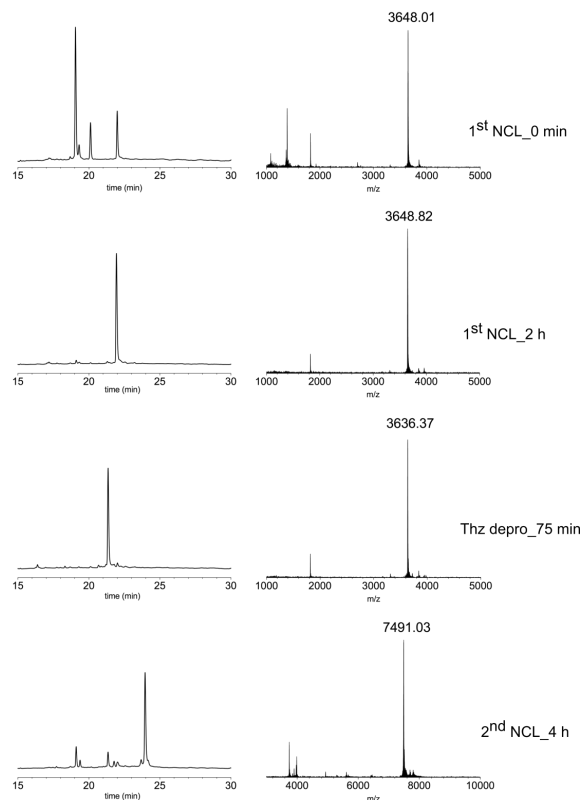 3648.01
1st NCL_0 min
15 20 25 30
time (min)
1000 2000 3000 4000 5000
m/z
3648.82
1st NCL_2 h
15 20 25 30
time (min)
1000 2000 3000 4000 5000
m/z
3636.37
Thz depro_75 min
15 20 25 30
time (min)
1000 2000 3000 4000 5000
m/z
7491.03
2nd NCL_4 h
15 20 25 30
time (min)
4000 6000 8000 10000
m/z